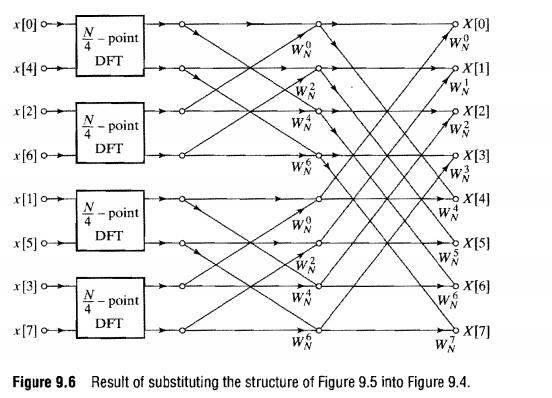 x[0]
x[4]
x[2]
x[6]
x[1]
x[5]
x[3]
x[7]
N/4 - point
DFT
N/4 - point
DFT
N/4 - point
DFT
N/4 - point
DFT
W_N^0
W_N^2
W_N^4
W_N^6
W_N^0
W_N^2
W_N^4
W_N^6
X[0]
W_N^0
X[1]
W_N^1
X[2]
W_N^2
X[3]
W_N^3
X[4]
W_N^4
X[5]
W_N^5
X[6]
W_N^6
X[7]
W_N^7
Figure 9.6 Result of substituting the structure of Figure 9.5 into Figure 9.4.